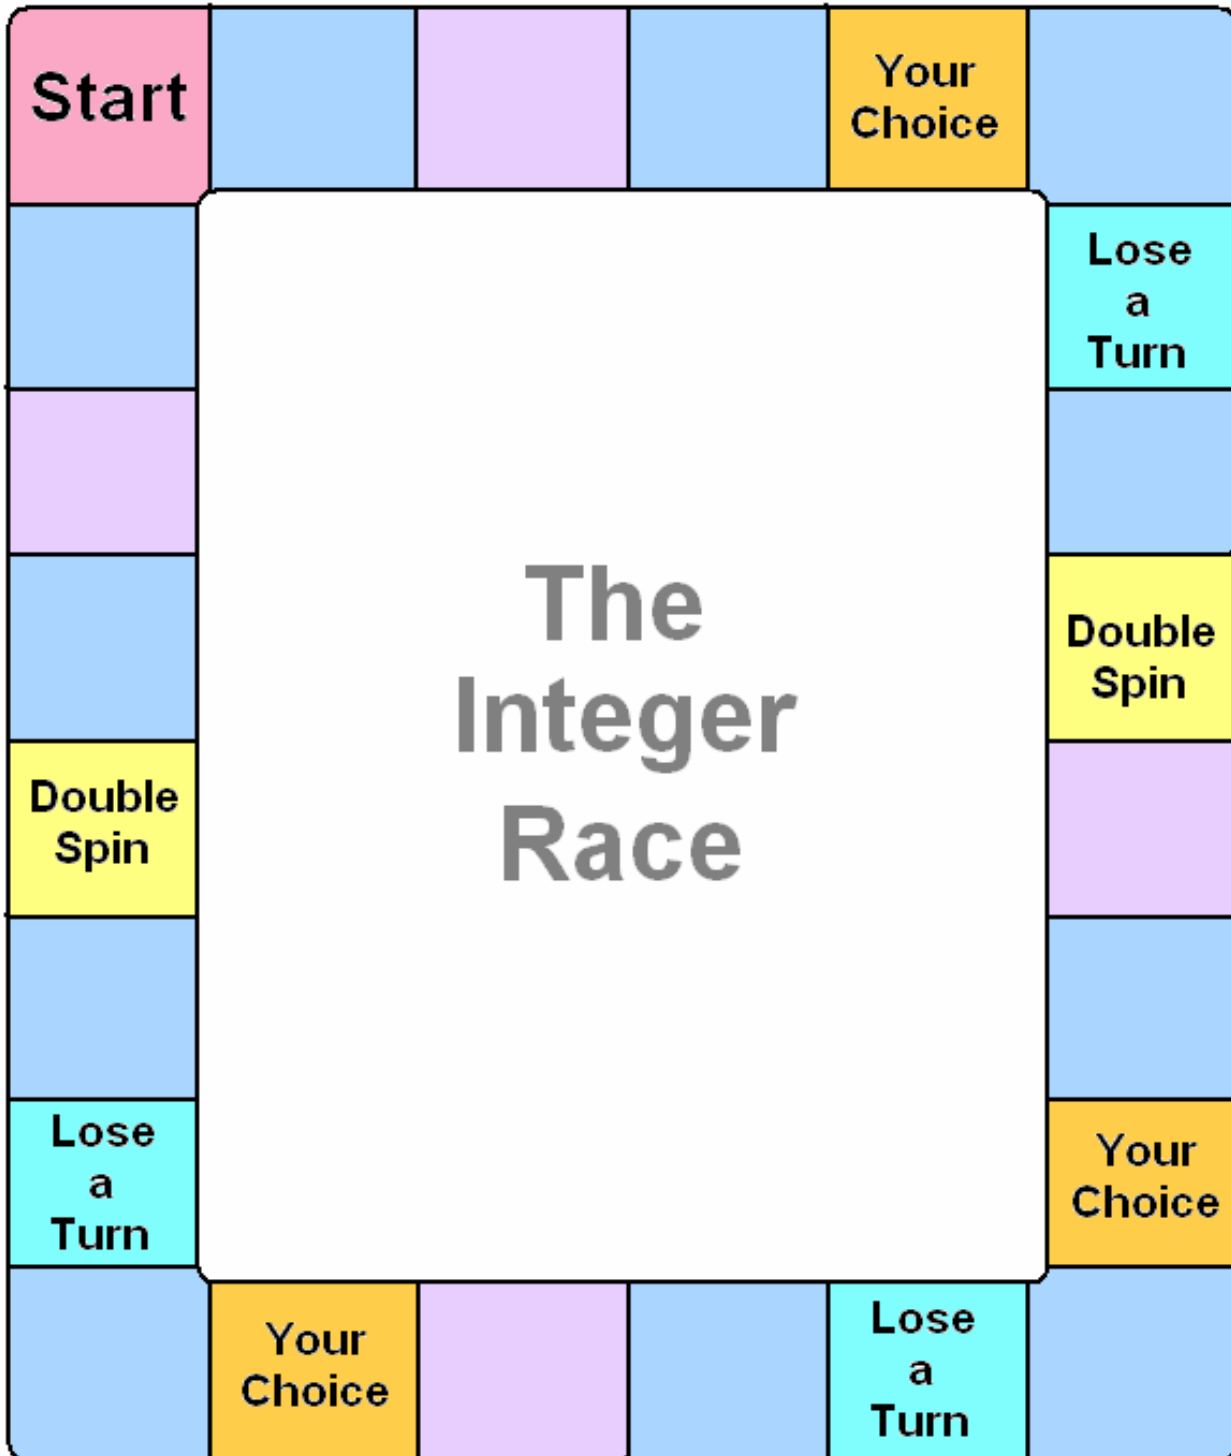 Start
Your
Choice
Lose
a
Turn
The
Integer
Race
Double
Spin
Double
Spin
Lose
a
Turn
Your
Choice
Your
Choice
Lose
a
Turn